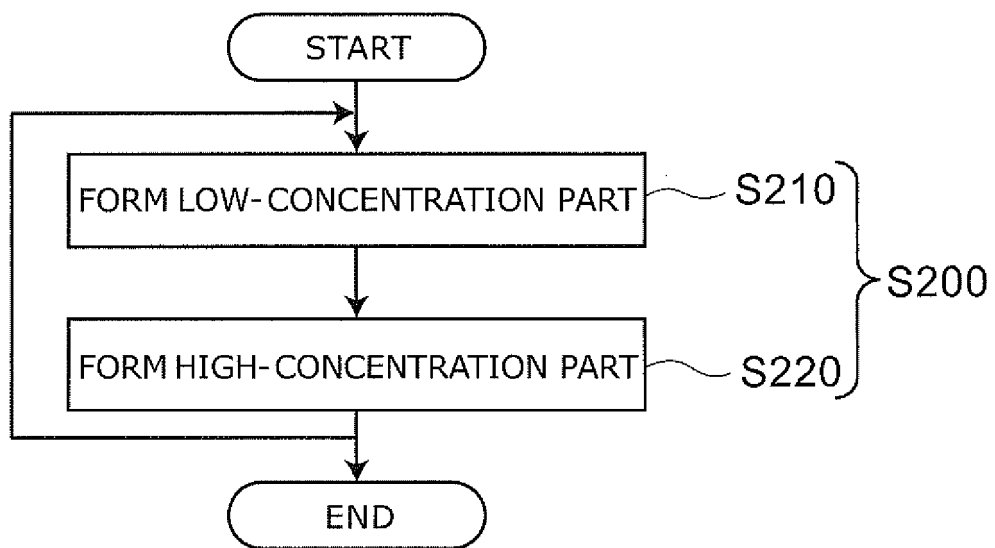 START
FORM LOW-CONCENTRATION PART
S210
S200
FORM HIGH-CONCENTRATION PART
S220
END